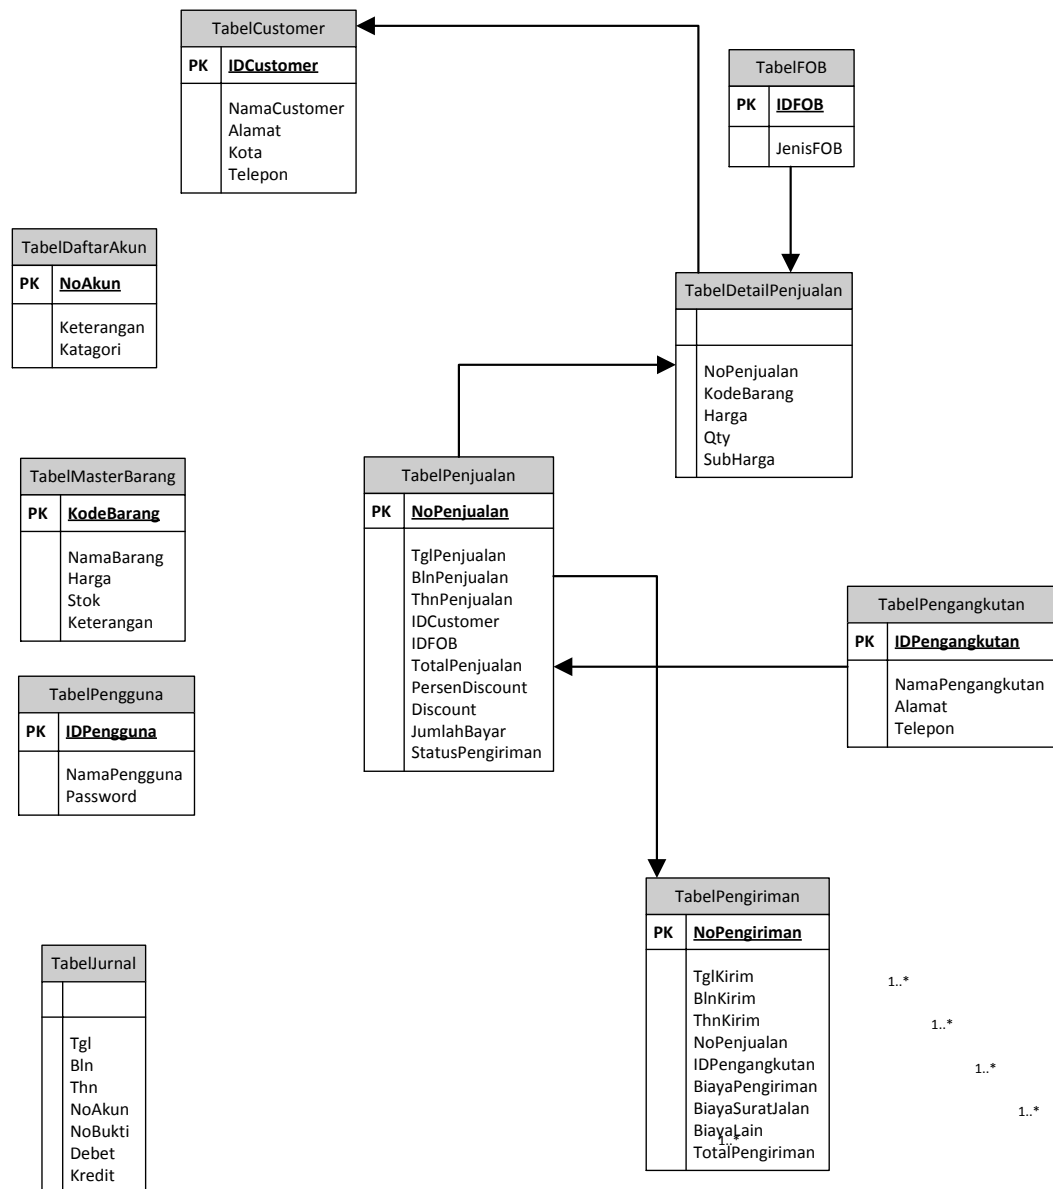 TabelCustomer
PK IDCustomer
NamaCustomer
Alamat
Kota
Telepon
TabelFOB
PK IDFOB
JenisFOB
TabelDaftarAkun
PK NoAkun
Keterangan
Katagori
TabelDetailPenjualan
NoPenjualan
KodeBarang
Harga
Qty
SubHarga
TabelMasterBarang
PK KodeBarang
NamaBarang
Harga
Stok
Keterangan
TabelPenjualan
PK NoPenjualan
TglPenjualan
BlnPenjualan
ThnPenjualan
IDCustomer
IDFOB
TotalPenjualan
PersenDiscount
Discount
JumlahBayar
StatusPengiriman
TabelPengangkutan
PK IDPengangkutan
NamaPengangkutan
Alamat
Telepon
TabelPengguna
PK IDPengguna
NamaPengguna
Password
TabelPengiriman
PK NoPengiriman
TglKirim
BlnKirim
ThnKirim
NoPenjualan
IDPengangkutan
BiayaPengiriman
BiayaSuratJalan
BiayaLain
TotalPengiriman
1..*
1..*
1..*
1..*
1..*
TabelJurnal
Tgl
Bln
Thn
NoAkun
NoBukti
Debet
Kredit